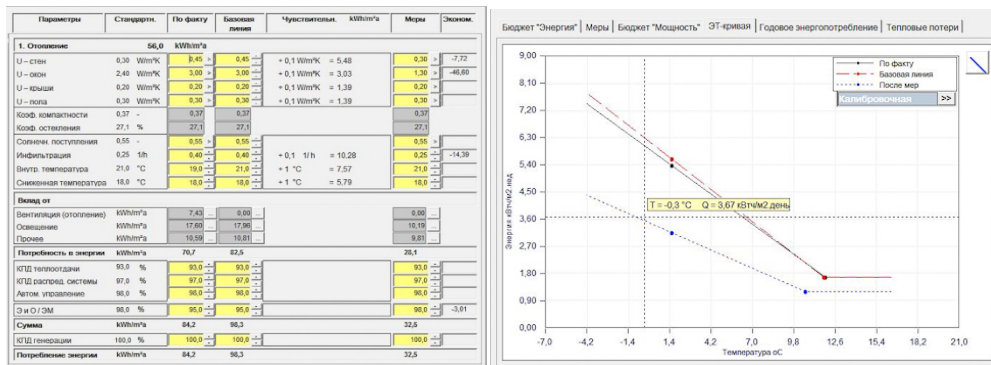 Параметры Стандартн. По факту Базовая линия Чувствительн. kWh/m²a Меры Эконом.
1. Отопление 56,0 kWh/m²a
U – стен 0,30 W/m²K 0,45 > 0,45 + 0,1 W/m²K = 5.48 0,30 > -7,72
U – окон 2,40 W/m²K 3,00 > 3,00 + 0,1 W/m²K = 3.03 1,30 > -46,60
U – крыши 0,20 W/m²K 0,20 > 0,20 + 0,1 W/m²K = 1,39 0,20 >
U – пола 0,30 W/m²K 0,30 > 0,30 + 0,1 W/m²K = 1,39 0,30 >
Коэф. компактности 0,37 - 0,37 0,37 0,37
Коэф. остекления 27,1 % 27,1 27,1 27,1
Солнечн. поступления 0,55 - 0,55 > 0,55 0,55 >
Инфильтрация 0,25 1/h 0,40 0,40 + 0,1 1/h = 10,28 0,25 -14,39
Внутр. температура 21,0 °C 19,0 21,0 + 1 °C = 7,57 21,0
Сниженная температура 18,0 °C 18,0 18,0 + 1 °C = 5,79 18,0
Вклад от
Вентиляция (отопление) kWh/m²a 7,43 ... 0,00 ... 0,00 ...
Освещение kWh/m²a 17,60 ... 17,96 ... 10,19 ...
Прочее kWh/m²a 10,59 ... 10,81 ... 9,81 ...
Потребность в энергии kWh/m²a 70,7 82,5 28,1
КПД теплоотдачи 93,0 % 93,0 93,0 93,0
КПД распред. системы 97,0 % 97,0 97,0 97,0
Автом. управление 98,0 % 98,0 98,0 98,0
Э и О / ЭМ 98,0 % 95,0 95,0 98,0 -3,01
Сумма kWh/m²a 84,2 98,3 32,5
КПД генерации 100,0 % 100,0 100,0 100,0
Потребление энергии kWh/m²a 84,2 98,3 32,5
Бюджет "Энергия" | Меры | Бюджет "Мощность" ЭТ-кривая | Годовое энергопотребление | Тепловые потери |
По факту
Базовая линия
После мер
Калибровочная >>
T = -0,3 °C Q = 3,67 кВтч/м2 день
Энергия кВтч/м2.нед
9,00
8,10
7,20
6,30
5,40
4,50
3,60
2,70
1,80
0,90
0,00
-7,0 -4,2 -1,4 1,4 4,2 7,0 9,8 12,6 15,4 18,2 21,0
Температура оС